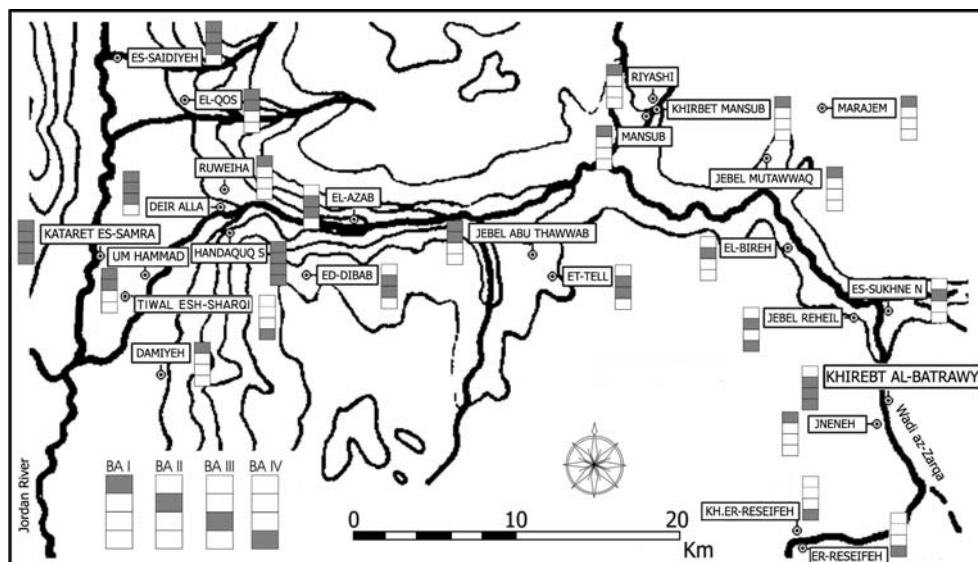 ES-SAIDIYEH
EL-QOS
RIYASHI
KHIRBET MANSUB
MARAJEM
MANSUB
RUWEIHA
JEBEL MUTAWWAQ
EL-AZAB
DEIR ALLA
KATARET ES-SAMRA
HANDAQUQ S
JEBEL ABU THAWWAB
EL-BIREH
UM HAMMAD
ED-DIBAB
ET-TELL
ES-SUKHNE N
TIWAL ESH-SHARQI
JEBEL REHEIL
DAMIYEH
KHIREBT AL-BATRAWY
JNENEH
Wadi az-Zarqa
Jordan River
BA I BA II BA III BA IV
KH.ER-RESEIFEH
ER-RESEIFEH
0 10 20
Km